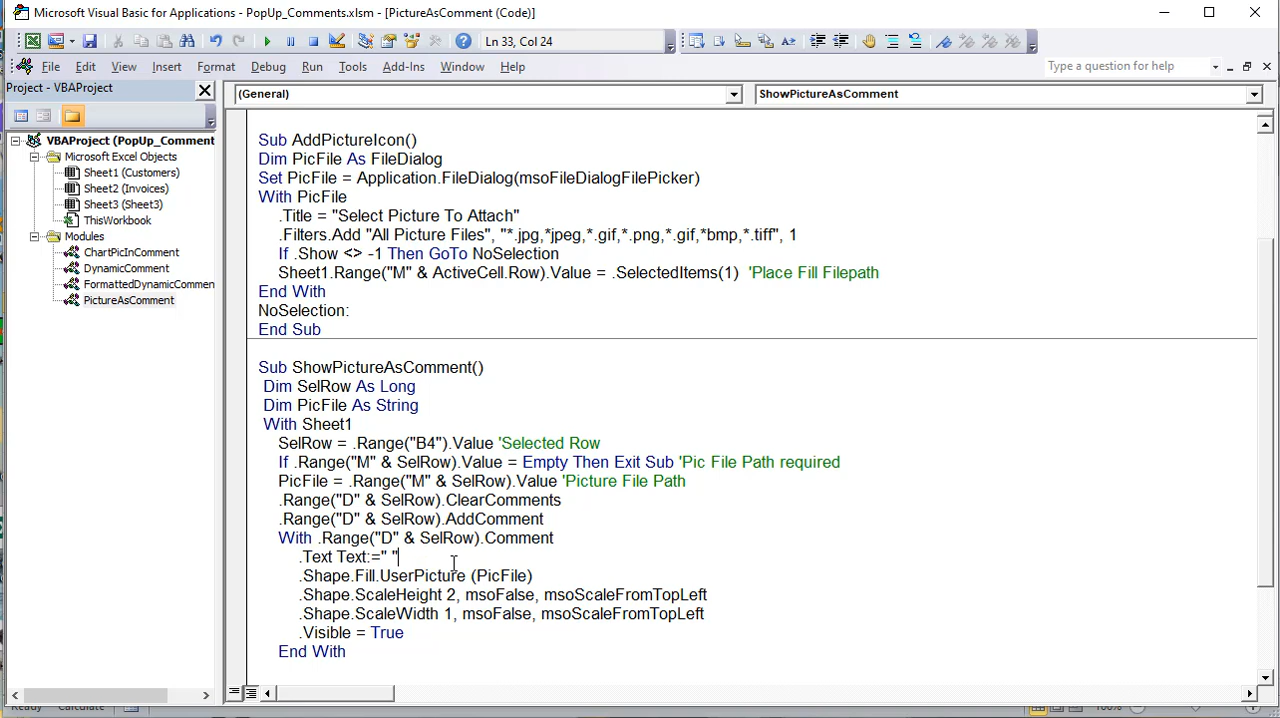 Microsoft Visual Basic for Applications - PopUp_Comments.xlsm - [PictureAsComment (Code)]
Ln 33, Col 24
File Edit View Insert Format Debug Run Tools Add-Ins Window Help
Type a question for help
Project - VBAProject
(General)
ShowPictureAsComment
VBAProject (PopUp_Comment
Microsoft Excel Objects
Sheet1 (Customers)
Sheet2 (Invoices)
Sheet3 (Sheet3)
ThisWorkbook
Modules
ChartPicInComment
DynamicComment
FormattedDynamicCommen
PictureAsComment
Sub AddPictureIcon()
Dim PicFile As FileDialog
Set PicFile = Application.FileDialog(msoFileDialogFilePicker)
With PicFile
.Title = "Select Picture To Attach"
.Filters.Add "All Picture Files", "*.jpg,*jpeg,*.gif,*.png,*.gif,*bmp,*.tiff", 1
If .Show <> -1 Then GoTo NoSelection
Sheet1.Range("M" & ActiveCell.Row).Value = .SelectedItems(1) 'Place Fill Filepath
End With
NoSelection:
End Sub
Sub ShowPictureAsComment()
Dim SelRow As Long
Dim PicFile As String
With Sheet1
SelRow = .Range("B4").Value 'Selected Row
If .Range("M" & SelRow).Value = Empty Then Exit Sub 'Pic File Path required
PicFile = .Range("M" & SelRow).Value 'Picture File Path
.Range("D" & SelRow).ClearComments
.Range("D" & SelRow).AddComment
With .Range("D" & SelRow).Comment
.Text Text:=" "
.Shape.Fill.UserPicture (PicFile)
.Shape.ScaleHeight 2, msoFalse, msoScaleFromTopLeft
.Shape.ScaleWidth 1, msoFalse, msoScaleFromTopLeft
.Visible = True
End With
Ready Calculate
100%